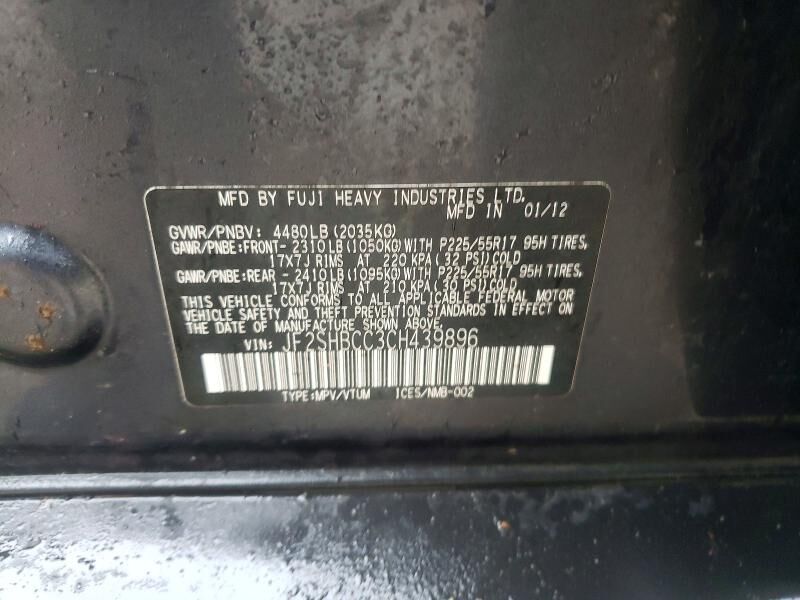 MFD BY FUJI HEAVY INDUSTRIES LTD.
MFD IN 01/12
GVWR/PNBV: 4480LB(2035KG)
GAWR/PNBE:FRONT- 2310LB(1050KG)WITH P225/55R17 95H TIRES,
17X7J RIMS AT 220 KPA(32 PSI)COLD
GAWR/PNBE:REAR - 2410LB(1095KG)WITH P225/55R17 95H TIRES,
17X7J RIMS AT 210 KPA(30 PSI)COLD
THIS VEHICLE CONFORMS TO ALL APPLICABLE FEDERAL MOTOR
VEHICLE SAFETY AND THEFT PREVENTION STANDARDS IN EFFECT ON
THE DATE OF MANUFACTURE SHOWN ABOVE.
VIN: JF2SHBCC3CH439896
TYPE:MPV/VTUM ICES/NMB-002